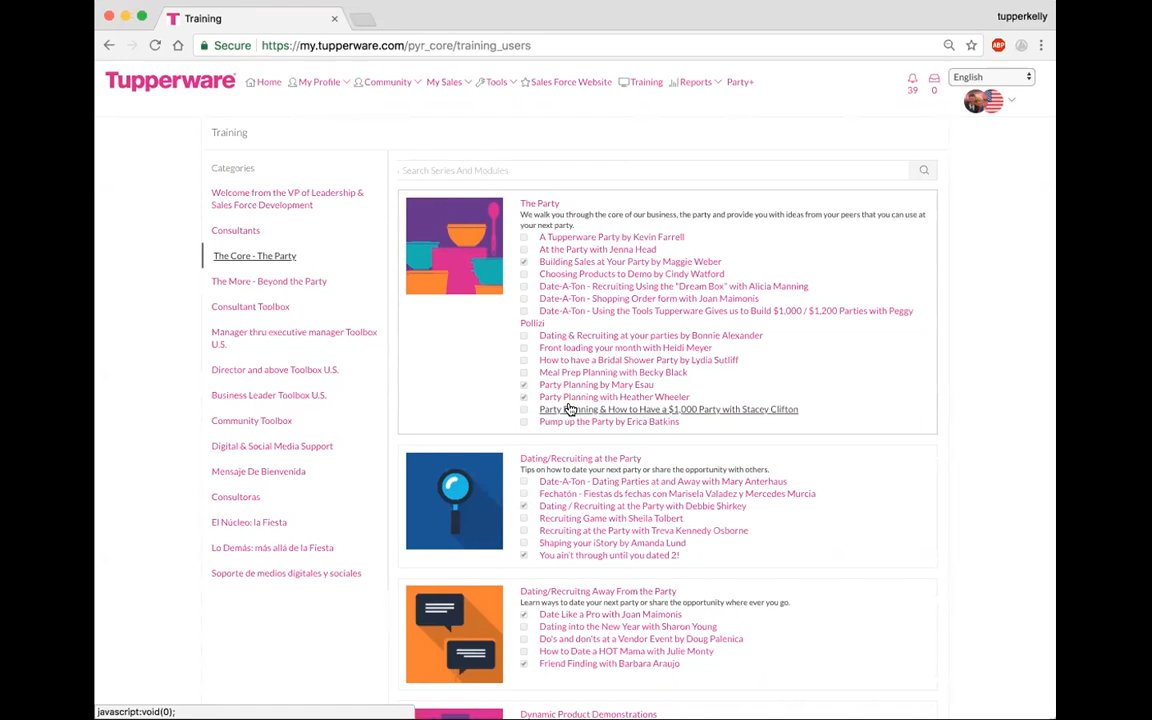 Training
tupperkelly
Secure https://my.tupperware.com/pyr_core/training_users
ABP
Tupperware
Home My Profile Community My Sales Tools Sales Force Website Training Reports Party+
39 0
English
Training
Categories
Welcome from the VP of Leadership &
Sales Force Development
Consultants
The Core - The Party
The More - Beyond the Party
Consultant Toolbox
Manager thru executive manager Toolbox
U.S.
Director and above Toolbox U.S.
Business Leader Toolbox U.S.
Community Toolbox
Digital & Social Media Support
Mensaje De Bienvenida
Consultoras
El Núcleo: la Fiesta
Lo Demás: más allá de la Fiesta
Soporte de medios digitales y sociales
Search Series And Modules
The Party
We walk you through the core of our business, the party and provide you with ideas from your peers that you can use at
your next party.
A Tupperware Party by Kevin Farrell
At the Party with Jenna Head
Building Sales at Your Party by Maggie Weber
Choosing Products to Demo by Cindy Watford
Date-A-Ton - Recruiting Using the "Dream Box" with Alicia Manning
Date-A-Ton - Shopping Order form with Joan Maimonis
Date-A-Ton - Using the Tools Tupperware Gives us to Build $1,000 / $1,200 Parties with Peggy
Pollizi
Dating & Recruiting at your parties by Bonnie Alexander
Front loading your month with Heidi Meyer
How to have a Bridal Shower Party by Lydia Sutliff
Meal Prep Planning with Becky Black
Party Planning by Mary Esau
Party Planning with Heather Wheeler
Party Planning & How to Have a $1,000 Party with Stacey Clifton
Pump up the Party by Erica Batkins
Dating/Recruiting at the Party
Tips on how to date your next party or share the opportunity with others.
Date-A-Ton - Dating Parties at and Away with Mary Anterhaus
Fechatón - Fiestas ds fechas con Marisela Valadez y Mercedes Murcia
Dating / Recruiting at the Party with Debbie Shirkey
Recruiting Game with Sheila Tolbert
Recruiting at the Party with Treva Kennedy Osborne
Shaping your iStory by Amanda Lund
You ain't through until you dated 2!
Dating/Recruitng Away From the Party
Learn ways to date your next party or share the opportunity where ever you go.
Date Like a Pro with Joan Maimonis
Dating into the New Year with Sharon Young
Do's and don'ts at a Vendor Event by Doug Palenica
How to Date a HOT Mama with Julie Monty
Friend Finding with Barbara Araujo
Dynamic Product Demonstrations
javascript:void(0);